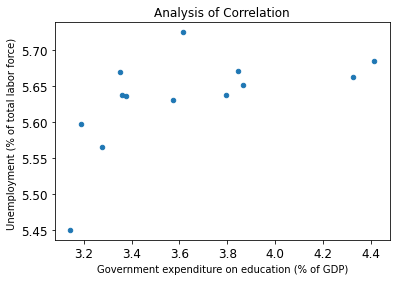 Analysis of Correlation
Unemployment (% of total labor force)
5.70
5.65
5.60
5.55
5.50
5.45
3.2 3.4 3.6 3.8 4.0 4.2 4.4
Government expenditure on education (% of GDP)